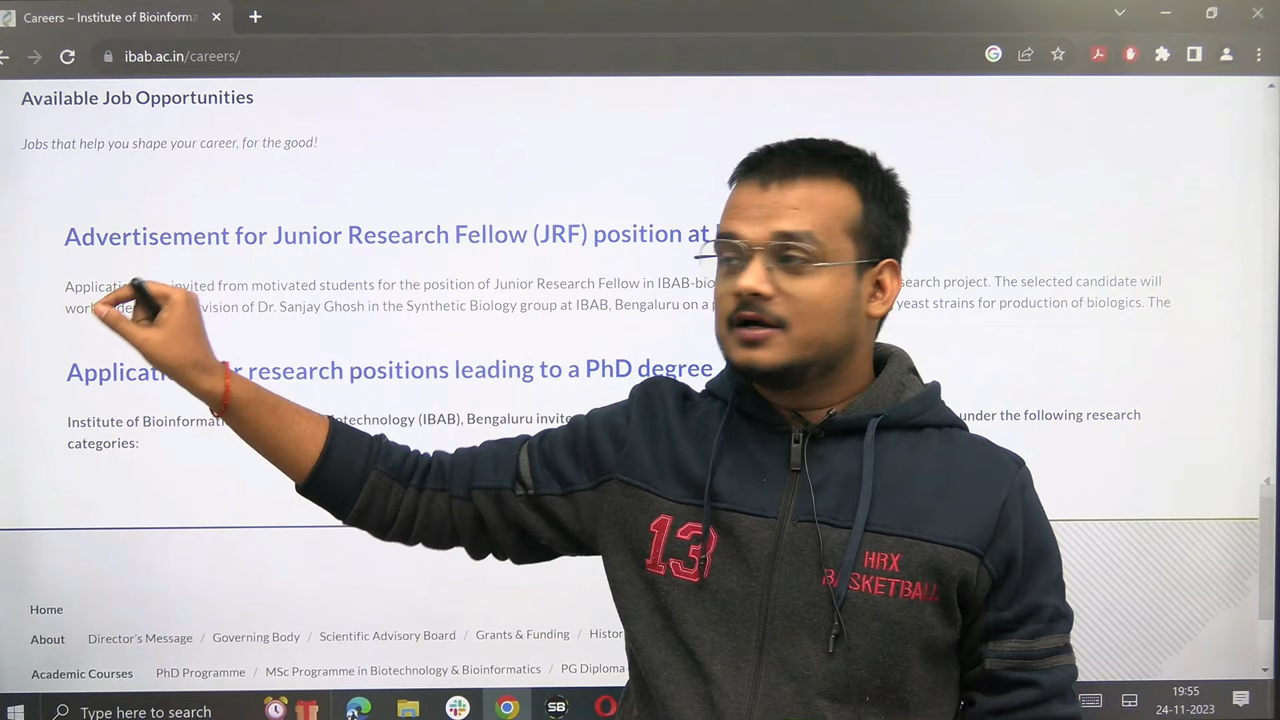 Careers – Institute of Bioinforma
ibab.ac.in/careers/
Available Job Opportunities
Jobs that help you shape your career, for the good!
Advertisement for Junior Research Fellow (JRF) position at
invited from motivated students for the position of Junior Research Fellow in IBAB-bio search project. The selected candidate will
work vision of Dr. Sanjay Ghosh in the Synthetic Biology group at IBAB, Bengaluru on a yeast strains for production of biologics. The
Applicat r research positions leading to a PhD degree
Institute of Bioinformat technology (IBAB), Bengaluru invite under the following research
categories:
13
HRX
BASKETBALL
Home
About Director's Message / Governing Body / Scientific Advisory Board / Grants & Funding / Histor
Academic Courses PhD Programme / MSc Programme in Biotechnology & Bioinformatics / PG Diploma
Type here to search
SB
19:55
24-11-2023